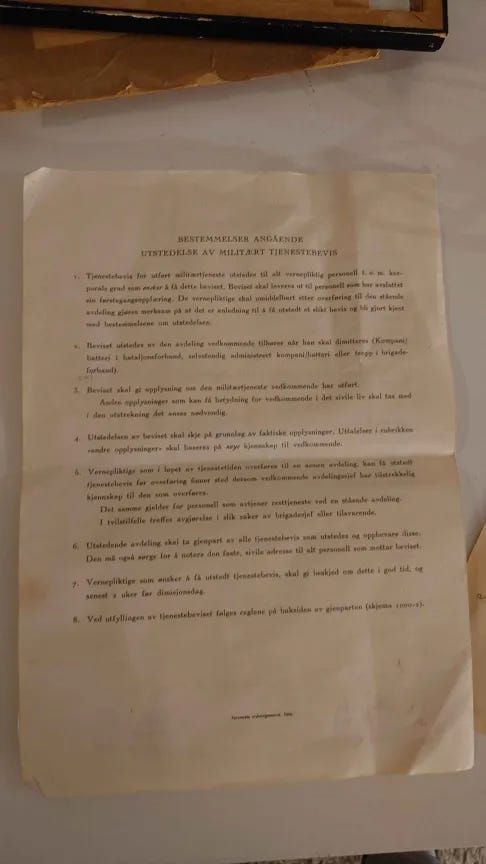 BESTEMMELSER ANGÅENDE
UTSTEDELSE AV MILITÆRT TJENESTEBEVIS
1. Tjenestebevis for utført militærtjeneste utstedes til alt vernepliktig personell t. o. m. kor-
porals grad som ønsker å få dette beviset. Beviset skal leveres ut til personell som har avsluttet
sin førstegangsopplæring. De vernepliktige skal umiddelbart etter overføring til den stående
avdeling gjøres merksam på at det er anledning til å få utstedt et slikt bevis og bli gjort kjent
med bestemmelsene om utstedelsen.
2. Beviset utstedes av den avdeling vedkommende tilhører når han skal dimitteres (Kompani/
batteri i bataljonsforband, selvstendig administrert kompani/batteri eller tropp i brigade-
forband).
3. Beviset skal gi opplysning om den militærtjeneste vedkommende har utført.
Andre opplysninger som kan få betydning for vedkommende i det sivile liv skal tas med
i den utstrekning det anses nødvendig.
4. Utstedelsen av beviset skal skje på grunnlag av faktiske opplysninger. Uttalelser i rubrikken
«andre opplysninger» skal baseres på nøye kjennskap til vedkommende.
5. Vernepliktige som i løpet av tjenestetiden overføres til en annen avdeling, kan få utstedt
tjenestebevis før overføring finner sted dersom vedkommende avdelingssjef har tilstrekkelig
kjennskap til den som overføres.
Det samme gjelder for personell som avtjener resttjeneste ved en stående avdeling.
I tvilstilfelle treffes avgjørelse i slik saker av brigadesjef eller tilsvarende.
6. Utstedende avdeling skal ta gjenpart av alle tjenestebevis som utstedes og oppbevare disse.
Den må også sørge for å notere den faste, sivile adresse til alt personell som mottar beviset.
7. Vernepliktige som ønsker å få utstedt tjenestebevis, skal gi beskjed om dette i god tid, og
senest 2 uker før dimisjonsdag.
8. Ved utfyllingen av tjenestebeviset følges reglene på baksiden av gjenparten (skjema 1000-2).